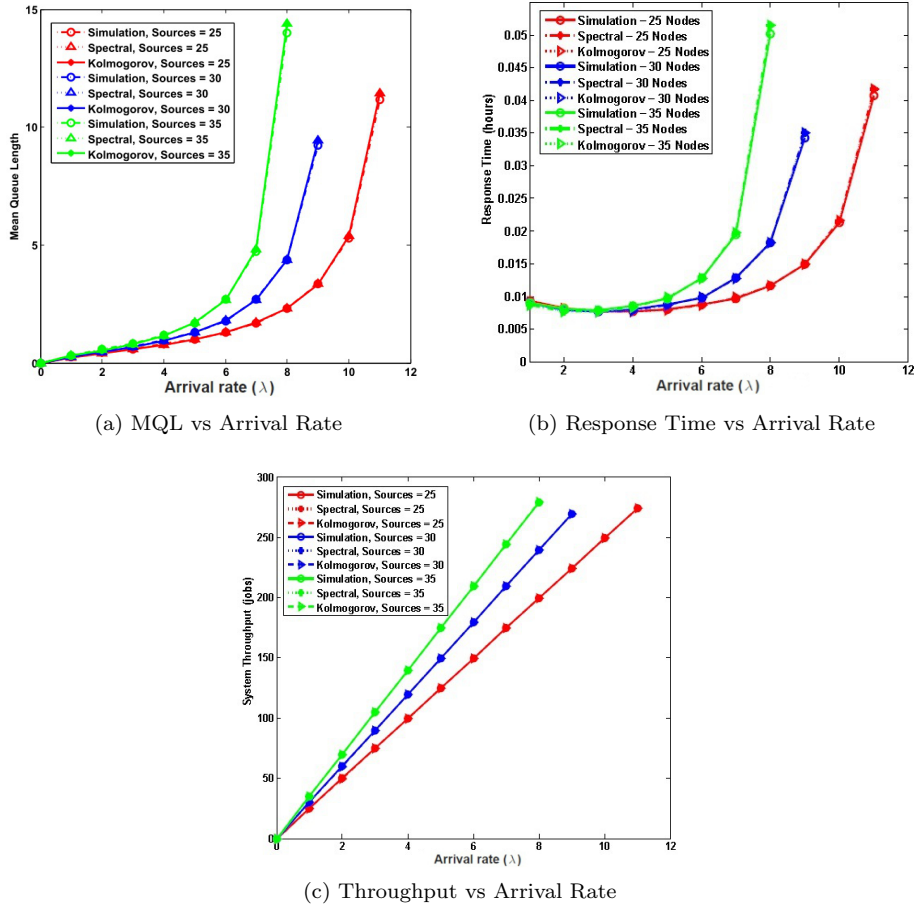 15
10
5
0
0
2
4
6
8
10
12
Mean Queue Length
Arrival rate (λ)
Simulation, Sources = 25
Spectral, Sources = 25
Kolmogorov, Sources = 25
Simulation, Sources = 30
Spectral, Sources = 30
Kolmogorov, Sources = 30
Simulation, Sources = 35
Spectral, Sources = 35
Kolmogorov, Sources = 35
(a) MQL vs Arrival Rate
0.05
0.045
0.04
0.035
0.03
0.025
0.02
0.015
0.01
0.005
0
2
4
6
8
10
12
Response Time (hours)
Arrival rate (λ)
Simulation – 25 Nodes
Spectral – 25 Nodes
Kolmogorov – 25 Nodes
Simulation – 30 Nodes
Spectral – 30 Nodes
Kolmogorov – 30 Nodes
Simulation – 35 Nodes
Spectral – 35 Nodes
Kolmogorov – 35 Nodes
(b) Response Time vs Arrival Rate
300
250
200
150
100
50
0
0
2
4
6
8
10
12
System Throughput (jobs)
Arrival rate (λ)
Simulation, Sources = 25
Spectral, Sources = 25
Kolmogorov, Sources = 25
Simulation, Sources = 30
Spectral, Sources = 30
Kolmogorov, Sources = 30
Simulation, Sources = 35
Spectral, Sources = 35
Kolmogorov, Sources = 35
(c) Throughput vs Arrival Rate